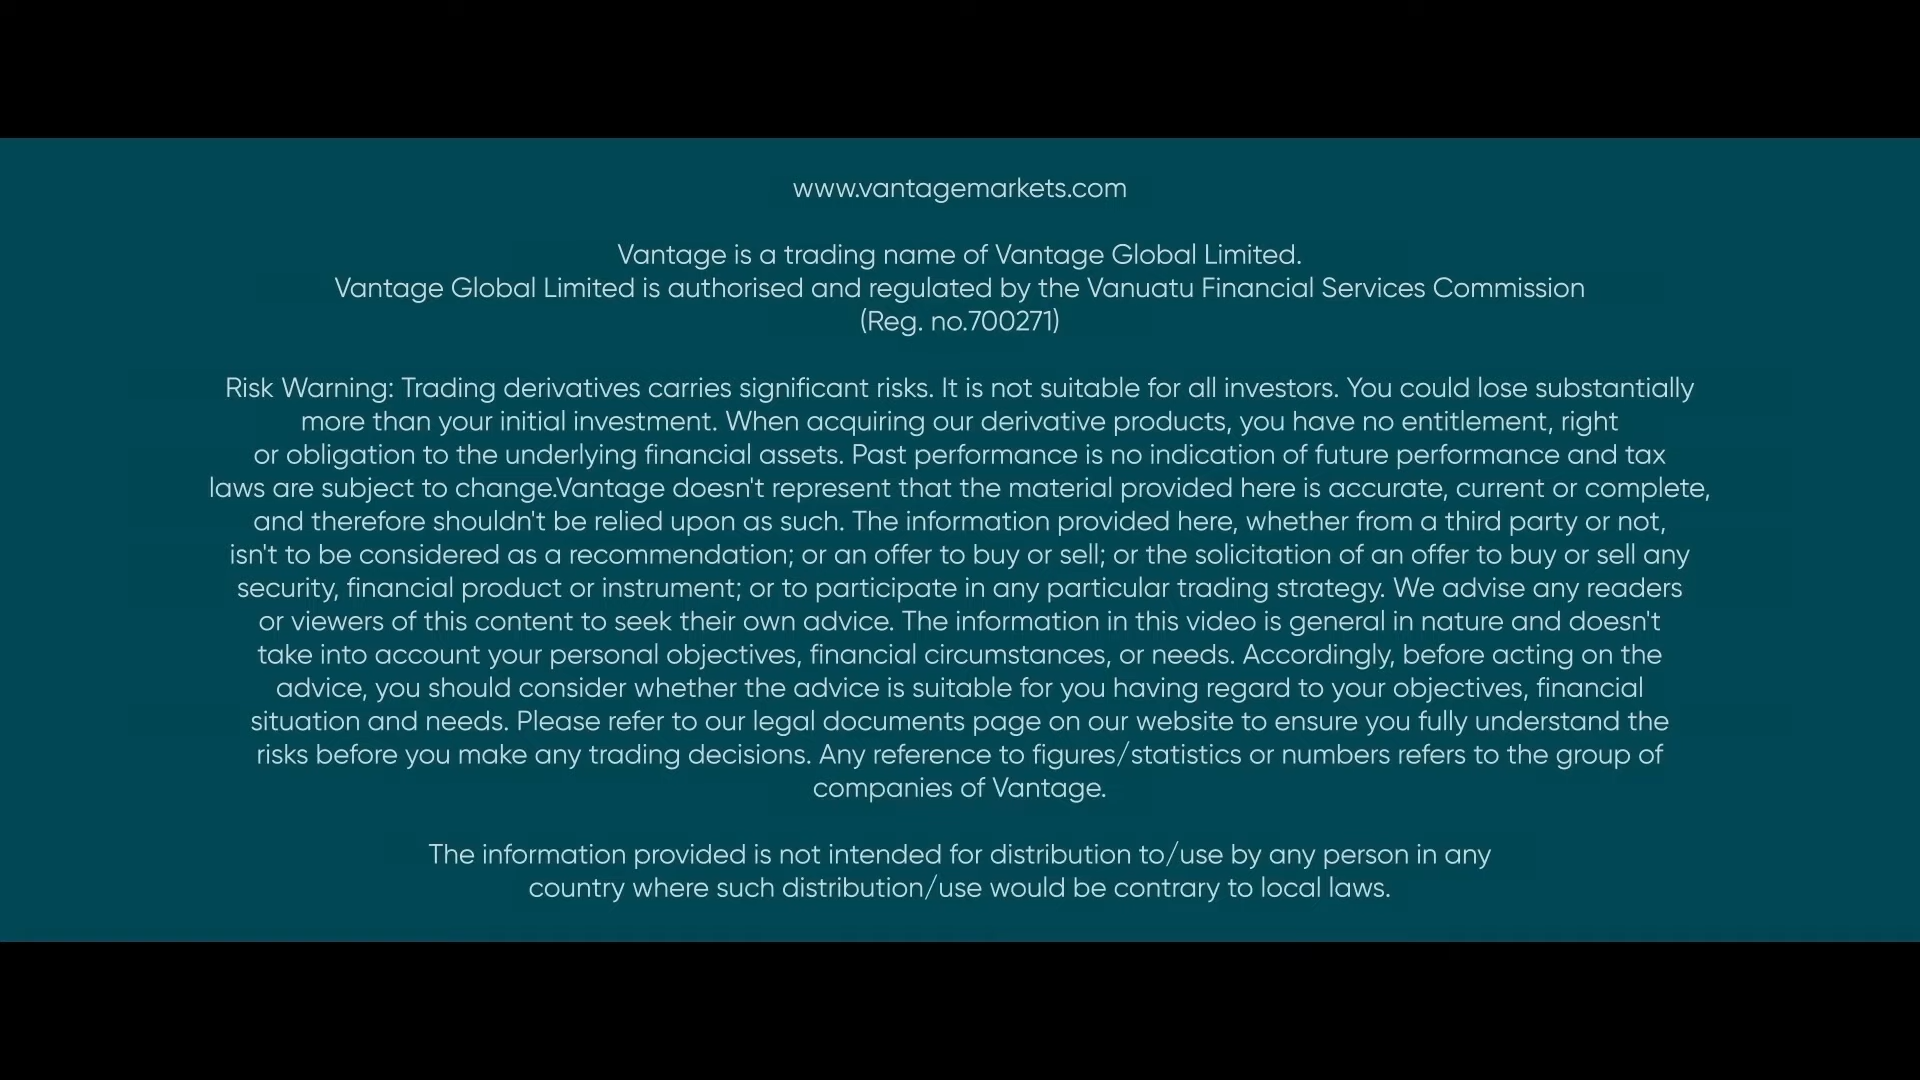 www.vantagemarkets.com
Vantage is a trading name of Vantage Global Limited.
Vantage Global Limited is authorised and regulated by the Vanuatu Financial Services Commission
(Reg. no.700271)
Risk Warning: Trading derivatives carries significant risks. It is not suitable for all investors. You could lose substantially
more than your initial investment. When acquiring our derivative products, you have no entitlement, right
or obligation to the underlying financial assets. Past performance is no indication of future performance and tax
laws are subject to change.Vantage doesn't represent that the material provided here is accurate, current or complete,
and therefore shouldn't be relied upon as such. The information provided here, whether from a third party or not,
isn't to be considered as a recommendation; or an offer to buy or sell; or the solicitation of an offer to buy or sell any
security, financial product or instrument; or to participate in any particular trading strategy. We advise any readers
or viewers of this content to seek their own advice. The information in this video is general in nature and doesn't
take into account your personal objectives, financial circumstances, or needs. Accordingly, before acting on the
advice, you should consider whether the advice is suitable for you having regard to your objectives, financial
situation and needs. Please refer to our legal documents page on our website to ensure you fully understand the
risks before you make any trading decisions. Any reference to figures/statistics or numbers refers to the group of
companies of Vantage.
The information provided is not intended for distribution to/use by any person in any
country where such distribution/use would be contrary to local laws.